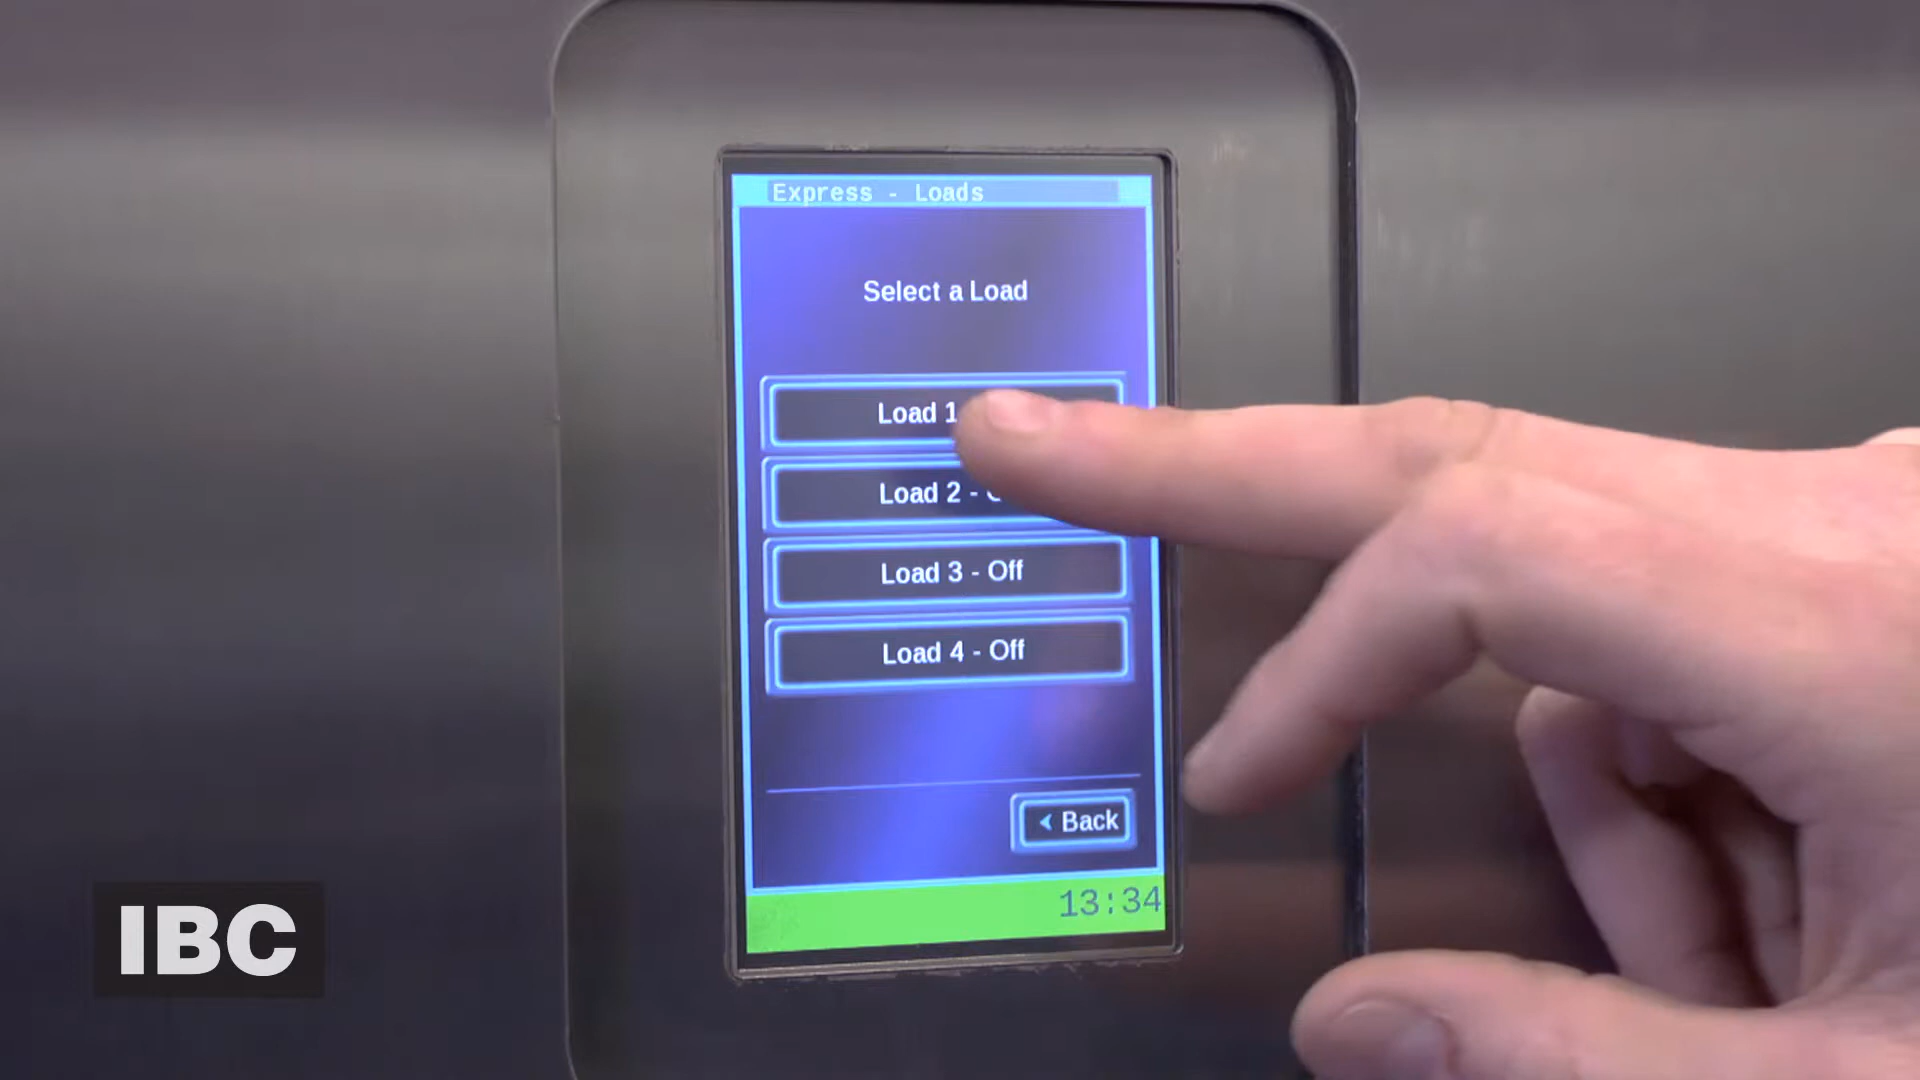 Express - Loads
Select a Load
Load 1
Load 2 -
Load 3 - Off
Load 4 - Off
Back
13:34
IBC